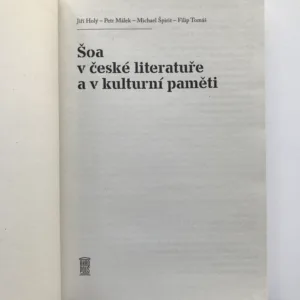 Jiří Holý – Petr Málek – Michael Špirit – Filip Tomáš
Šoa
v české literatuře
a v kulturní paměti